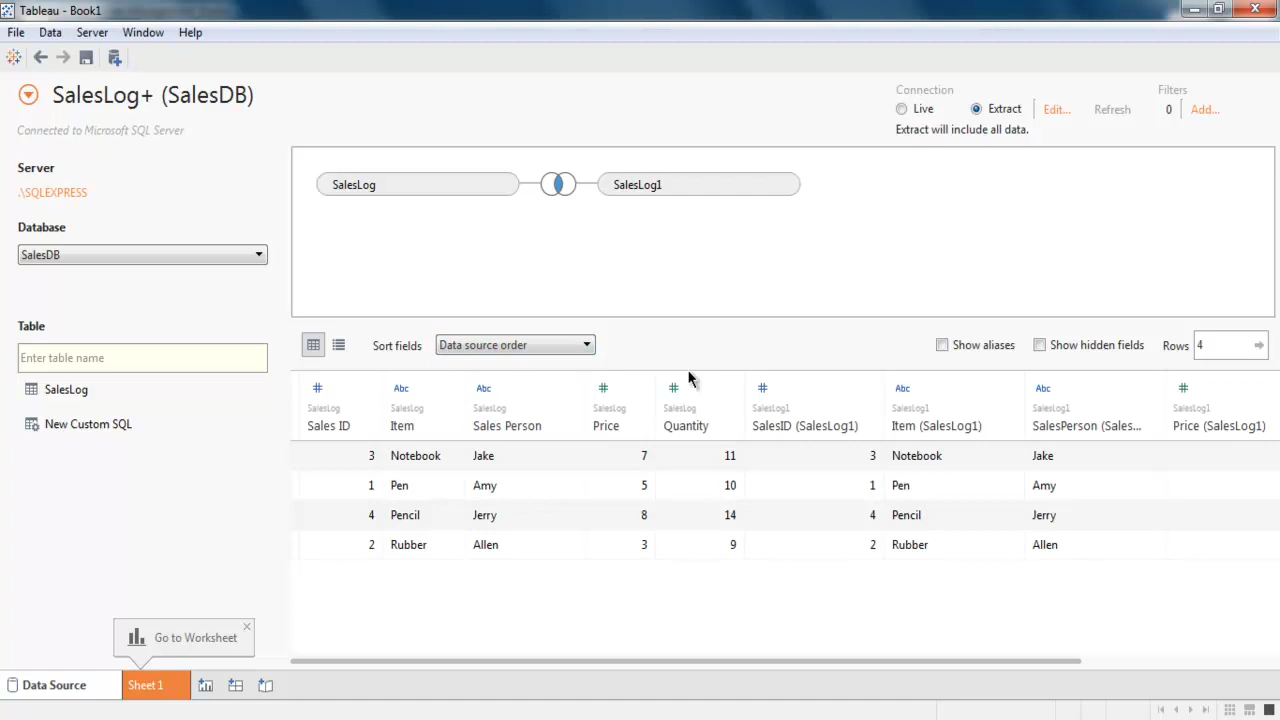 Tableau - Book1
File Data Server Window Help
SalesLog+ (SalesDB)
Connected to Microsoft SQL Server
Connection
Live Extract Edit... Refresh
Extract will include all data.
Filters
0 Add...
Server
.\SQLEXPRESS
Database
SalesDB
Table
Enter table name
SalesLog
New Custom SQL
SalesLog SalesLog1
Sort fields Data source order Show aliases Show hidden fields Rows 4
# Abc Abc # # # Abc Abc #
SalesLog SalesLog SalesLog SalesLog SalesLog SalesLog1 SalesLog1 SalesLog1 SalesLog1
Sales ID Item Sales Person Price Quantity SalesID (SalesLog1) Item (SalesLog1) SalesPerson (Sales... Price (SalesLog1)
3 Notebook Jake 7 11 3 Notebook Jake
1 Pen Amy 5 10 1 Pen Amy
4 Pencil Jerry 8 14 4 Pencil Jerry
2 Rubber Allen 3 9 2 Rubber Allen
Go to Worksheet
Data Source Sheet 1